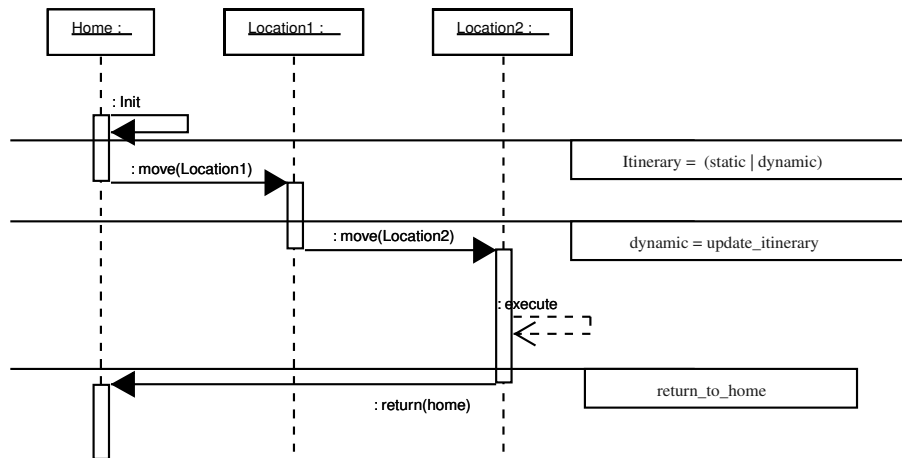 Home :
Location1 :
Location2 :
: Init
Itinerary = (static | dynamic)
: move(Location1)
: move(Location2)
dynamic = update_itinerary
: execute
return_to_home
: return(home)